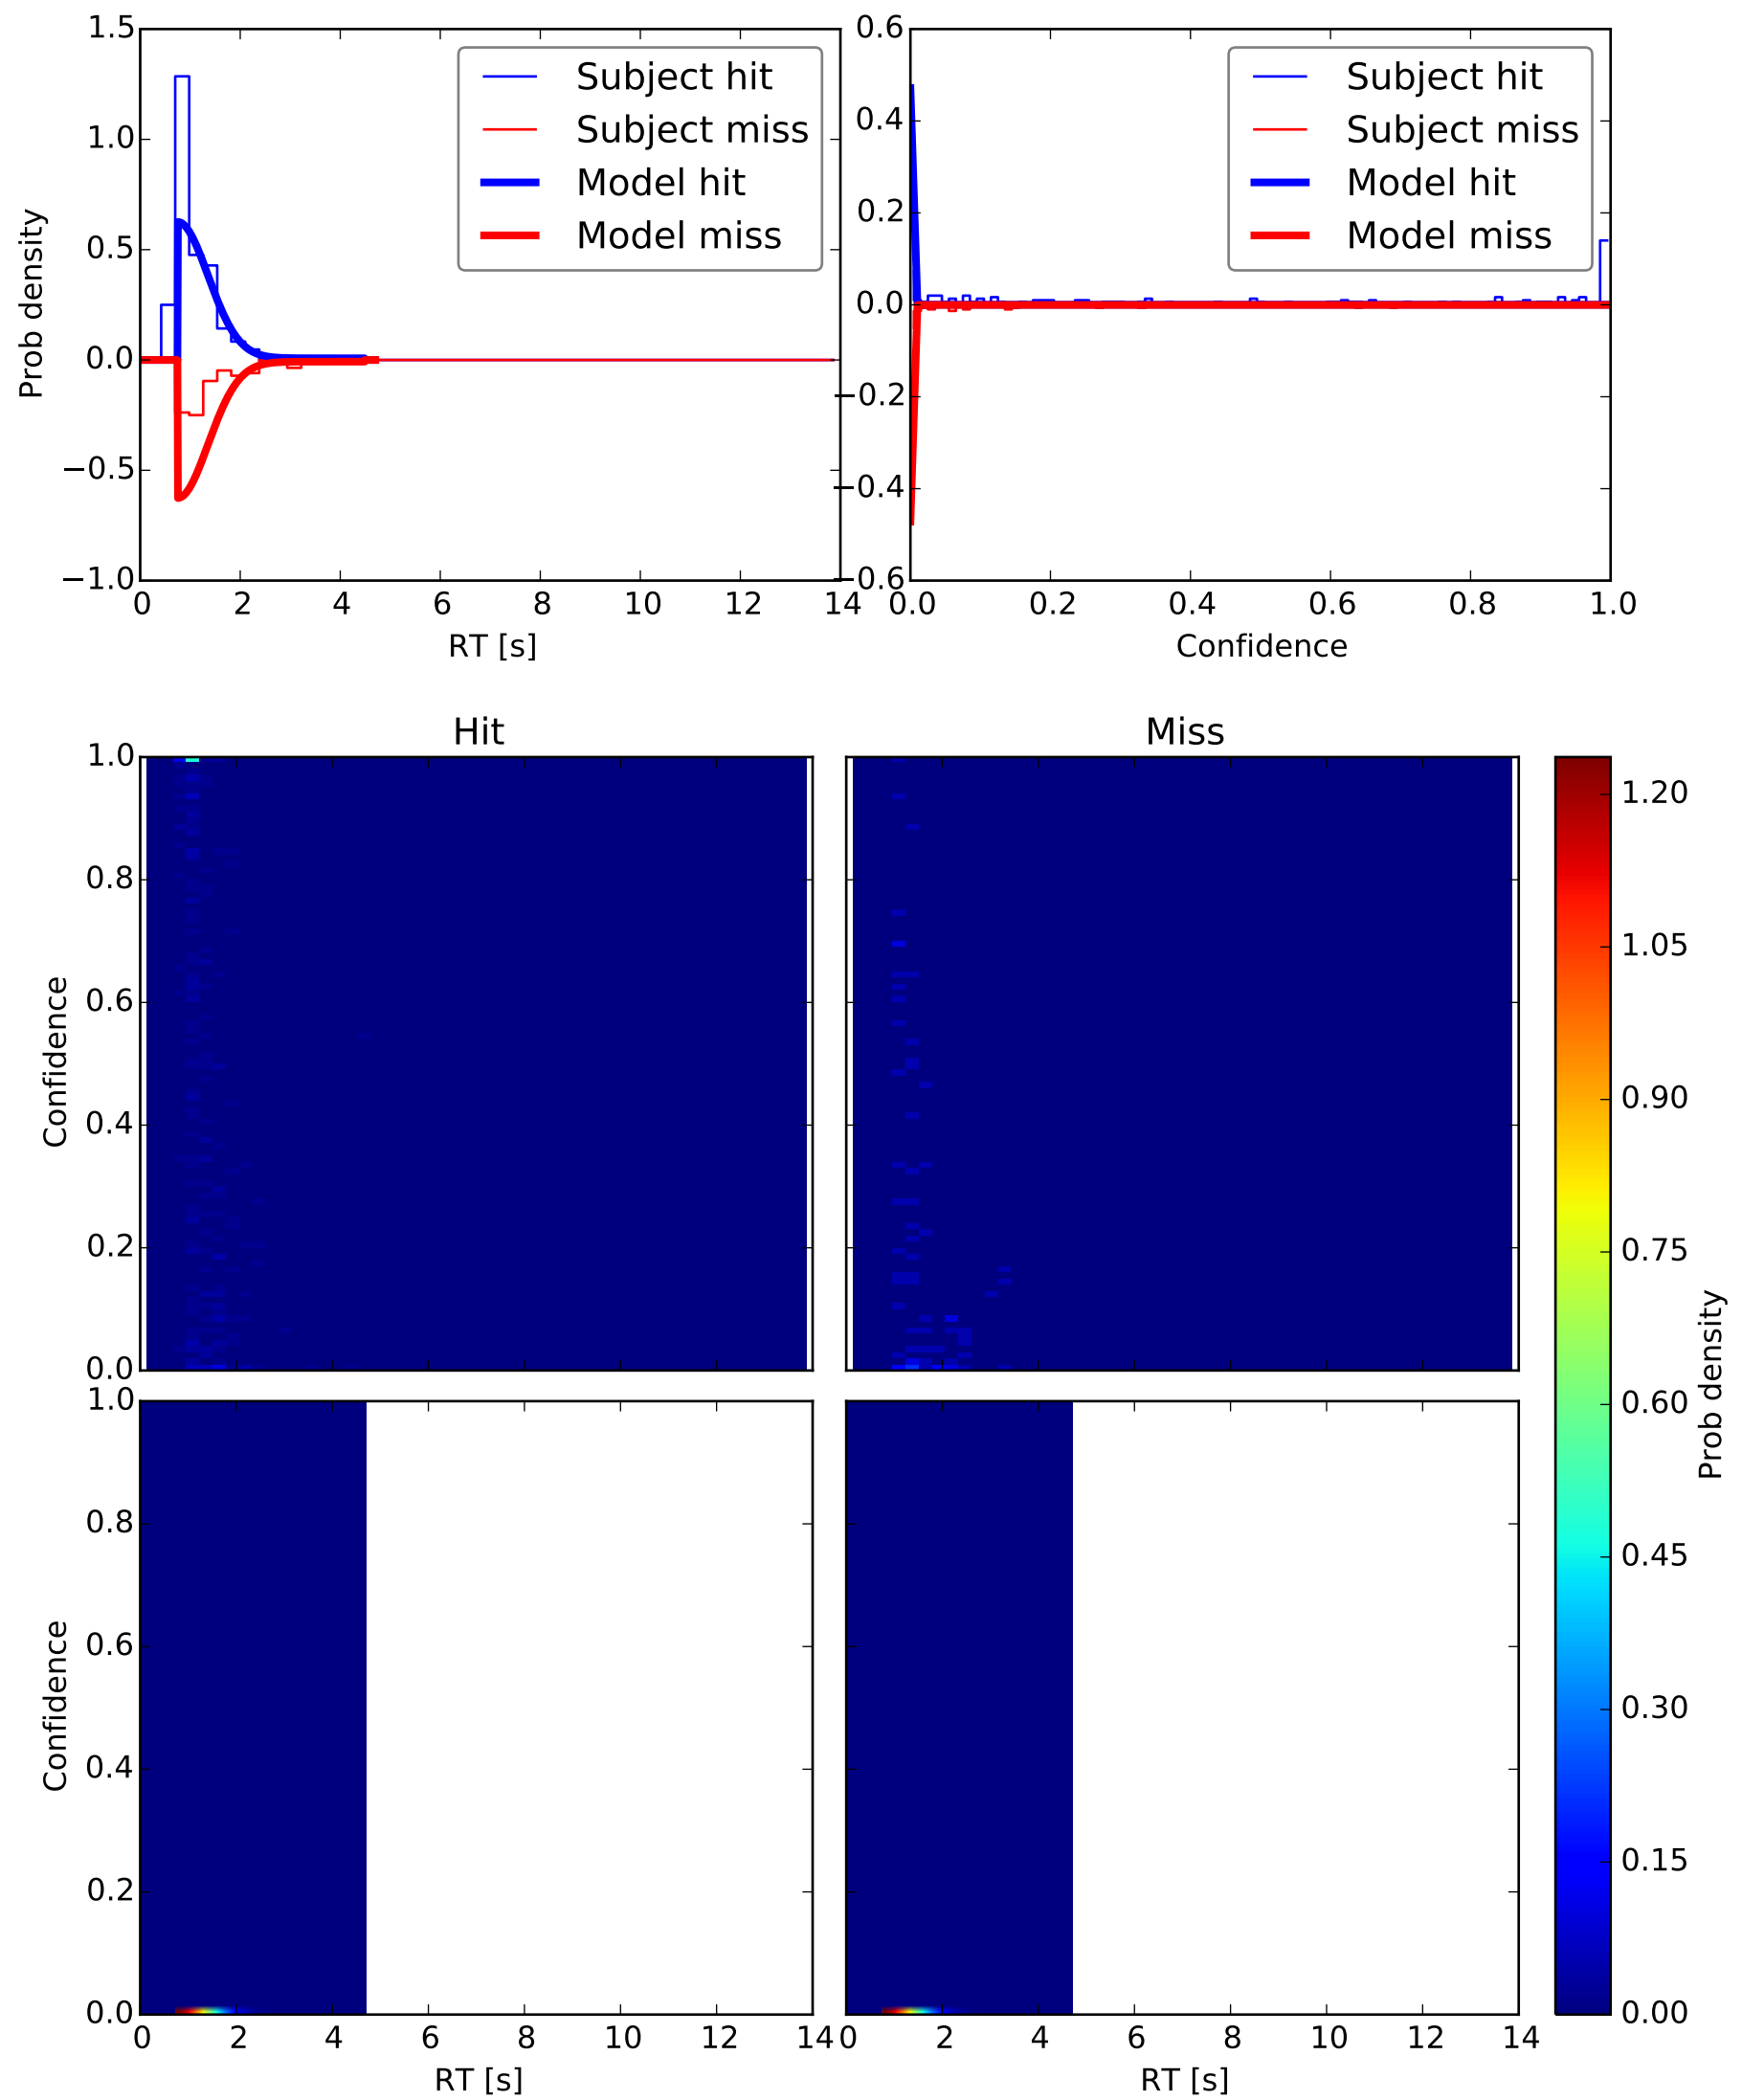 1.5
1.0
0.5
0.0
−0.5
−1.0
Prob density
0 2 4 6 8 10 12 14
RT [s]
Subject hit
Subject miss
Model hit
Model miss
0.6
0.4
0.2
0.0
−0.2
−0.4
−0.6
0.0 0.2 0.4 0.6 0.8 1.0
Confidence
Subject hit
Subject miss
Model hit
Model miss
Hit
1.0
0.8
0.6
0.4
0.2
0.0
Confidence
Miss
1.0
0.8
0.6
0.4
0.2
0.0
Confidence
0 2 4 6 8 10 12 14
RT [s]
0 2 4 6 8 10 12 14
RT [s]
1.20
1.05
0.90
0.75
0.60
0.45
0.30
0.15
0.00
Prob density